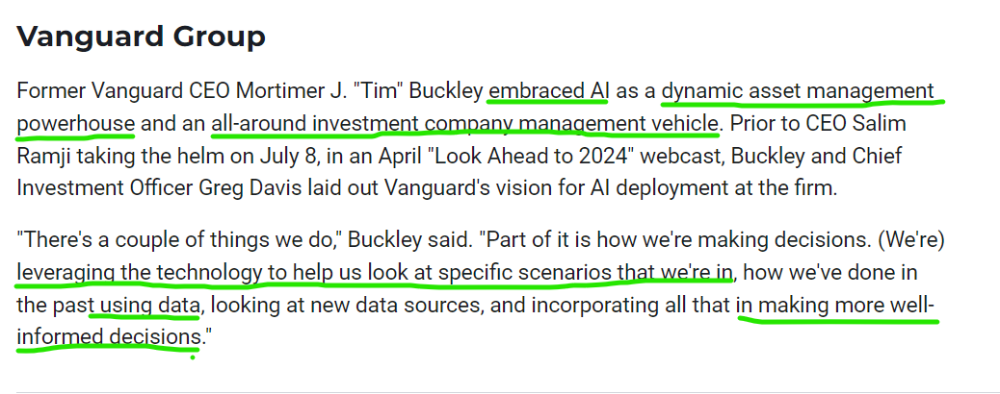 Vanguard Group
Former Vanguard CEO Mortimer J. "Tim" Buckley embraced AI as a dynamic asset management
powerhouse and an all-around investment company management vehicle. Prior to CEO Salim
Ramji taking the helm on July 8, in an April "Look Ahead to 2024" webcast, Buckley and Chief
Investment Officer Greg Davis laid out Vanguard's vision for AI deployment at the firm.
"There's a couple of things we do," Buckley said. "Part of it is how we're making decisions. (We're)
leveraging the technology to help us look at specific scenarios that we're in, how we've done in
the past using data, looking at new data sources, and incorporating all that in making more well-
informed decisions."